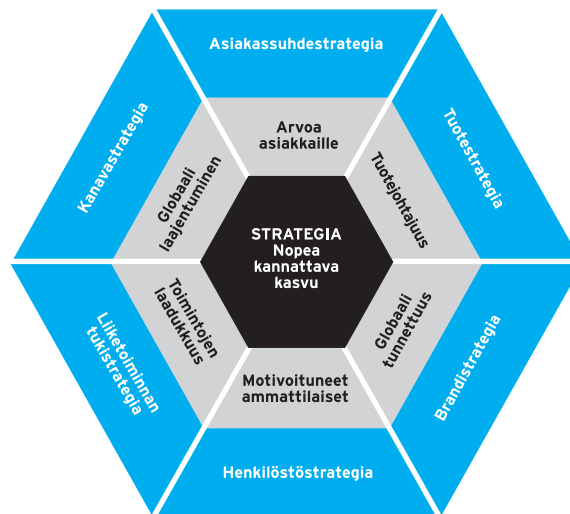 Asiakassuhdestrategia
Arvoa
asiakkaille
Tuotestrategia
Tuotejohtajuus
Brandistrategia
Globaali
tunnettuus
Henkilöstöstrategia
Motivoituneet
ammattilaiset
Liiketoiminnan
tukistrategia
Toimintojen
laadukkuus
Kanavastrategia
Globaali
laajentuminen
STRATEGIA
Nopea
kannattava
kasvu